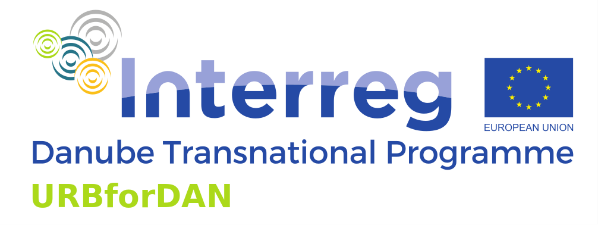 Interreg
EUROPEAN UNION
Danube Transnational Programme
URBforDAN